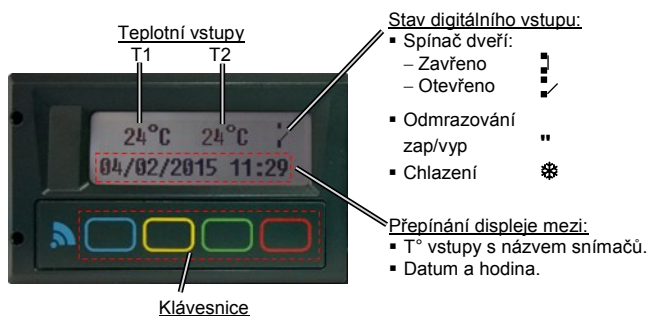 Teplotní vstupy
T1 T2
24°C 24°C
04/02/2015 11:29
Klávesnice
Stav digitálního vstupu:
▪ Spínač dveří:
– Zavřeno
– Otevřeno
▪ Odmrazování
zap/vyp "
▪ Chlazení ❄
Přepínání displeje mezi:
▪ T° vstupy s názvem snímačů.
▪ Datum a hodina.